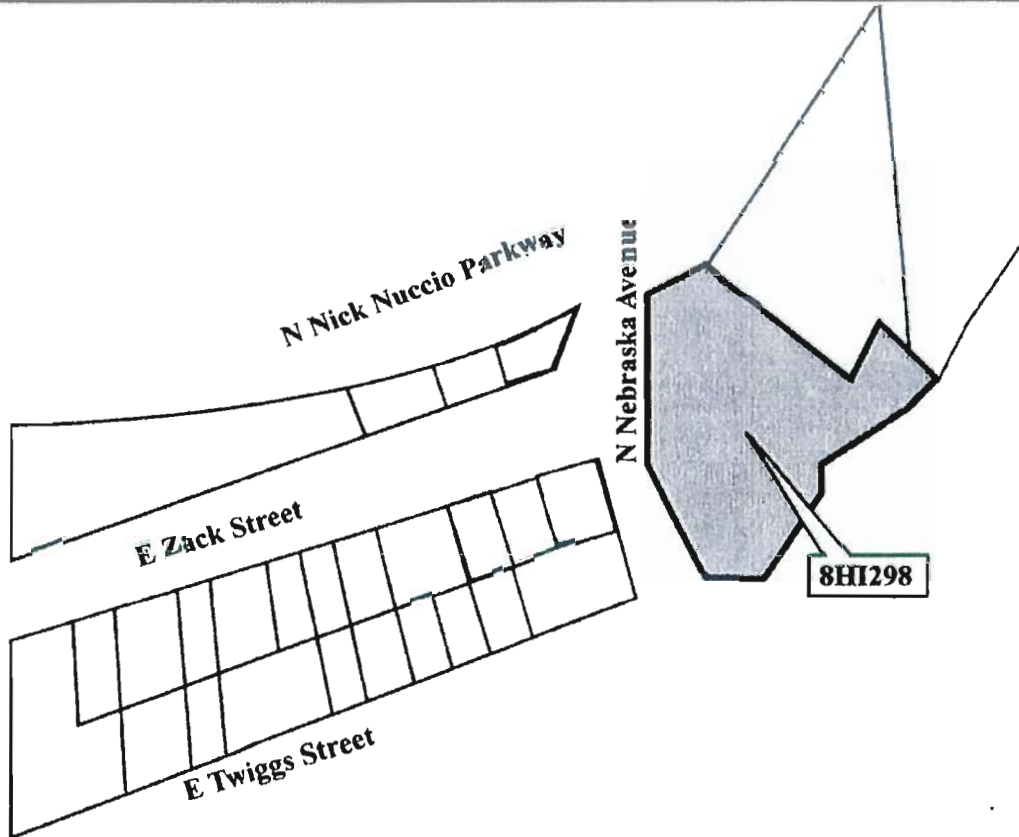 N Nick Nuccio Parkway
N Nebraska Avenue
E Zack Street
8HI298
E Twiggs Street